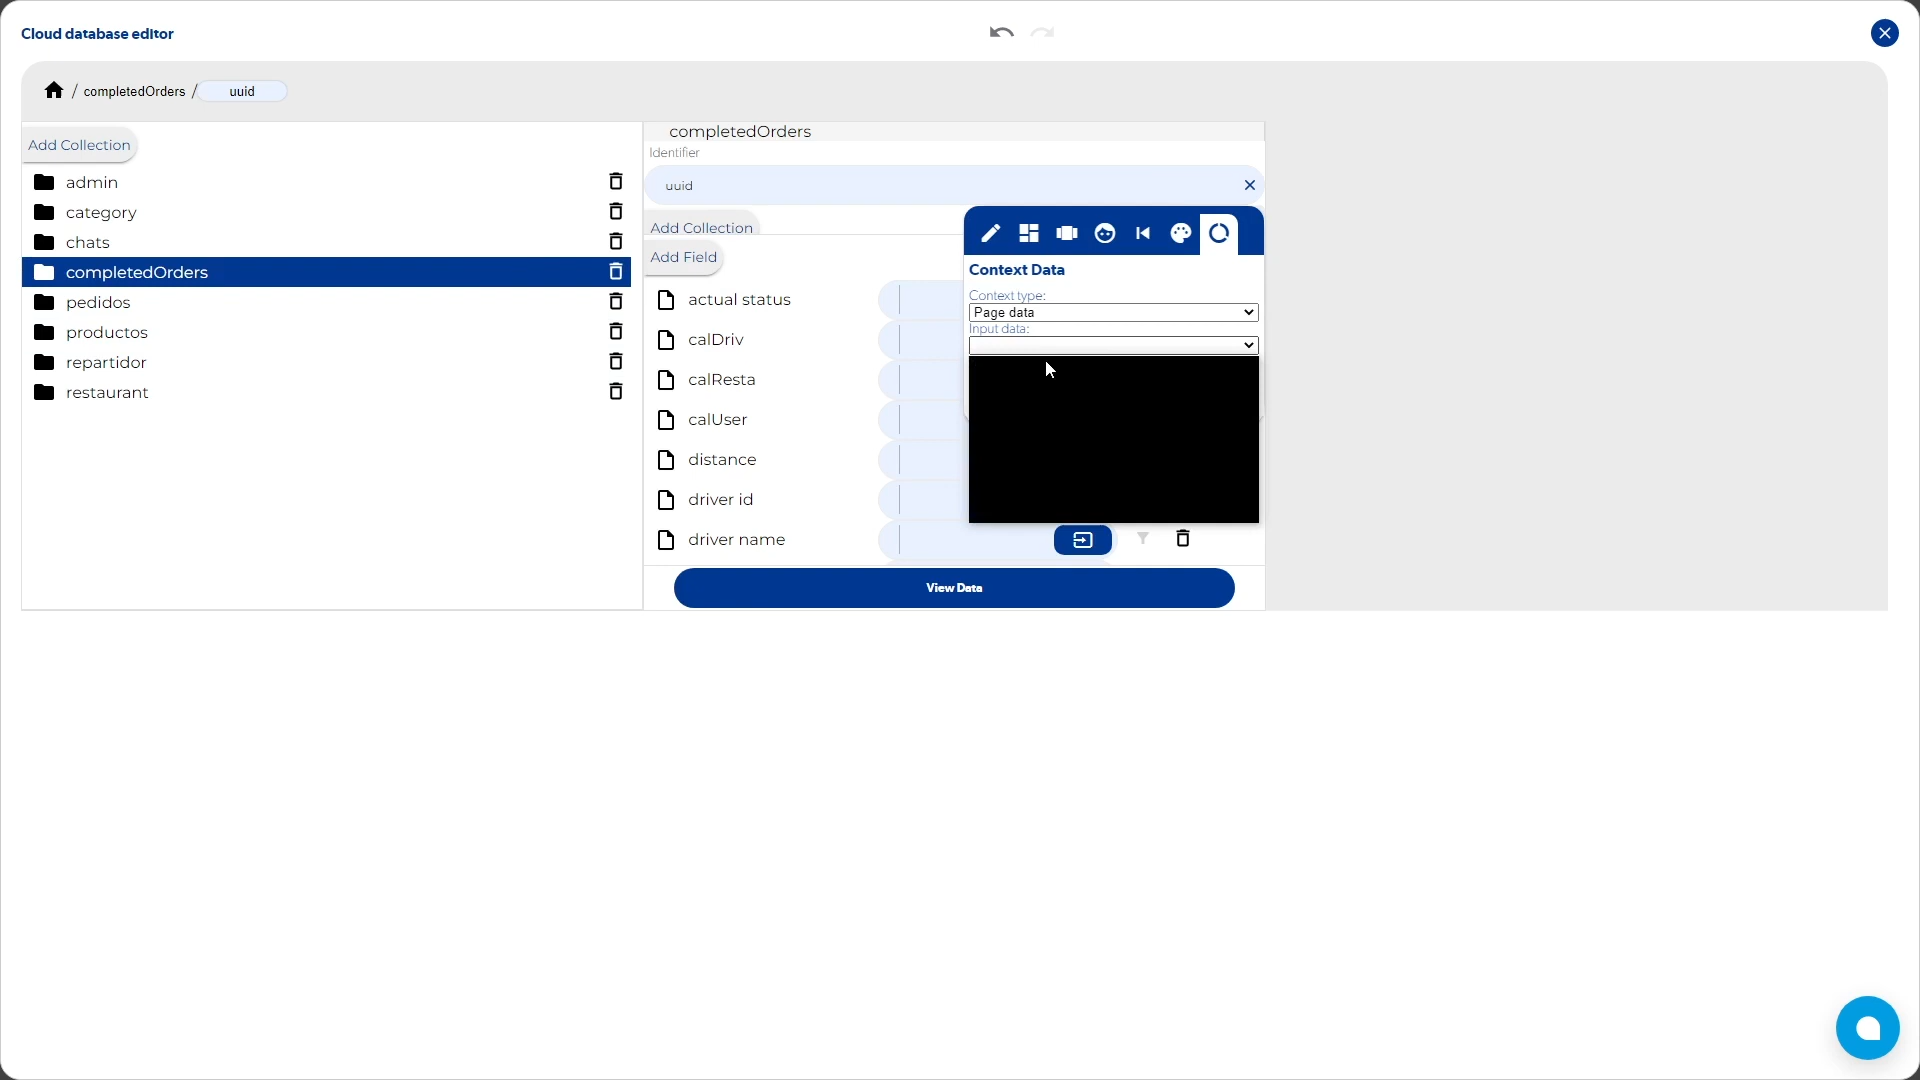 Cloud database editor
/ completedOrders / uuid
Add Collection
admin
category
chats
completedOrders
pedidos
productos
repartidor
restaurant
completedOrders
Identifier
uuid
Add Collection
Add Field
actual status
calDriv
calResta
calUser
distance
driver id
driver name
View Data
Context Data
Context type:
Page data
Input data: